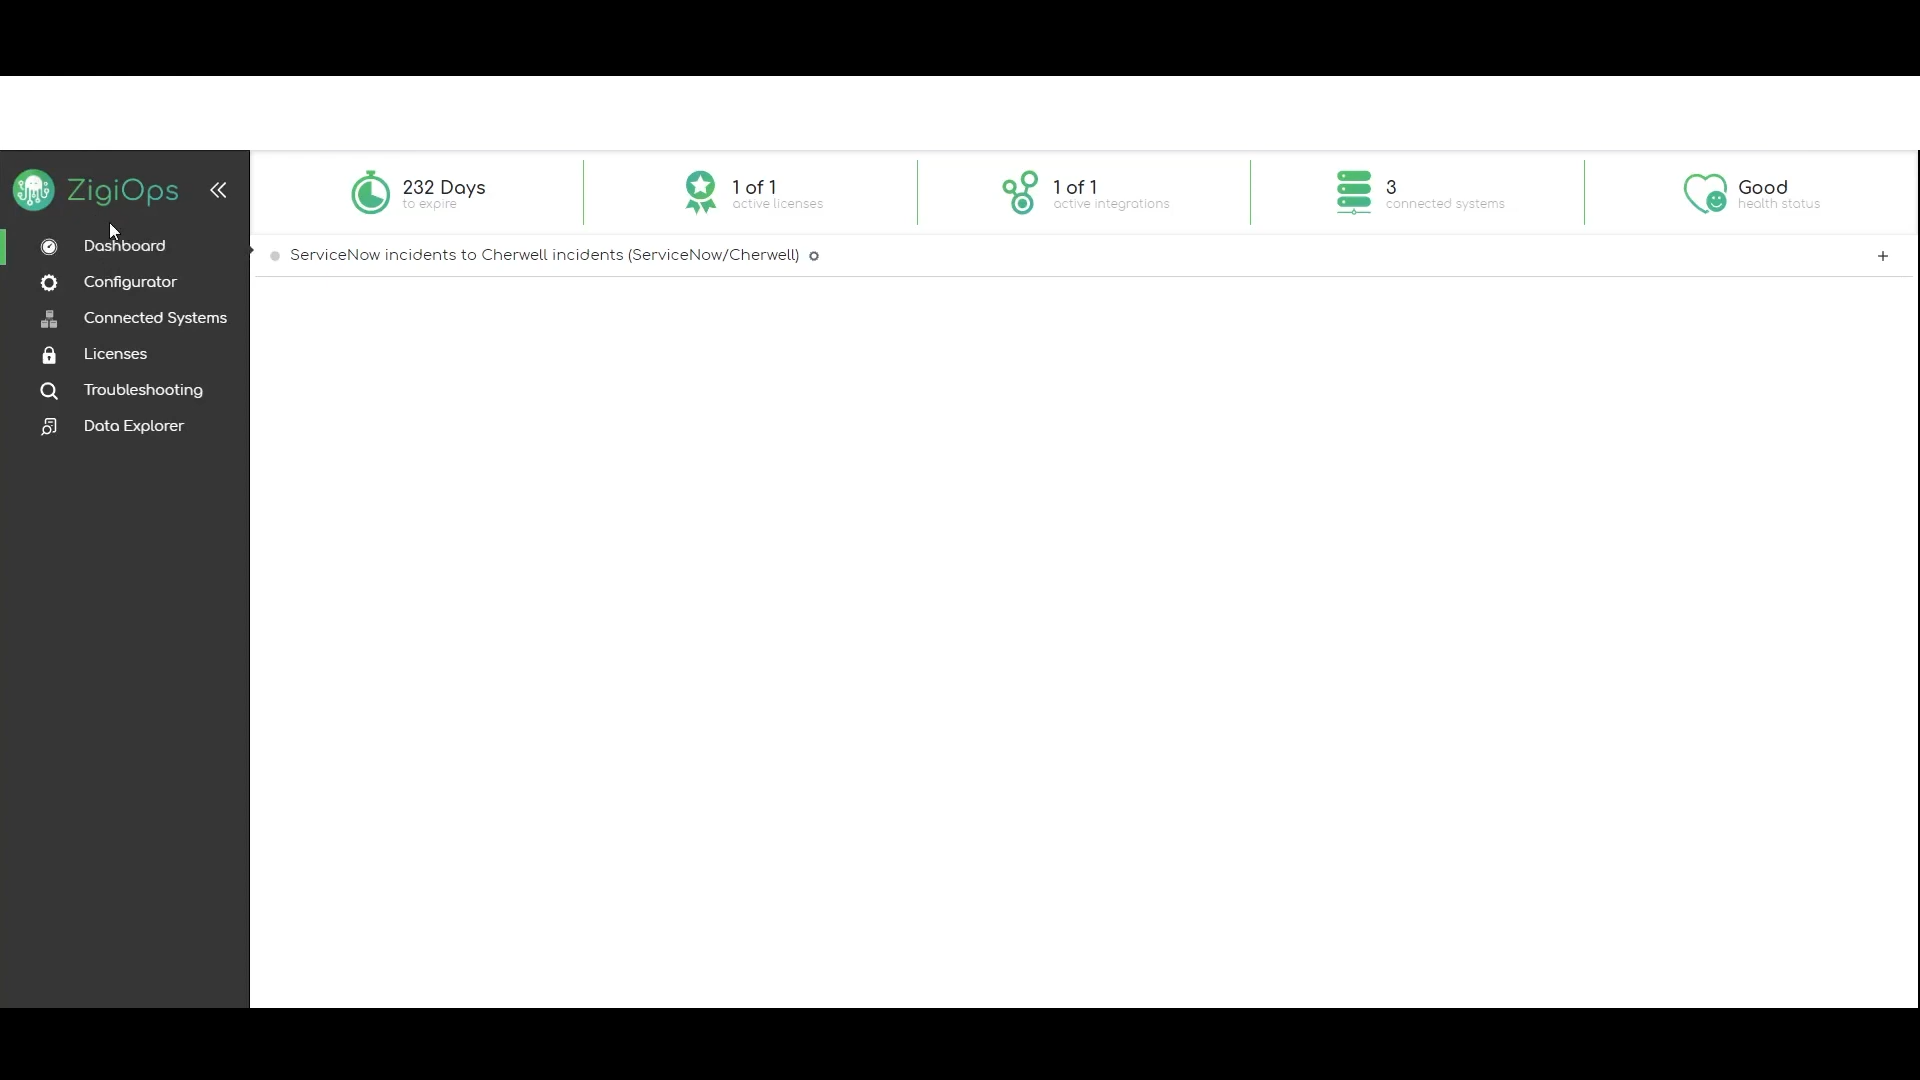 ZigiOps
Dashboard
Configurator
Connected Systems
Licenses
Troubleshooting
Data Explorer
232 Days
to expire
1 of 1
active licenses
1 of 1
active integrations
3
connected systems
Good
health status
ServiceNow incidents to Cherwell incidents (ServiceNow/Cherwell)